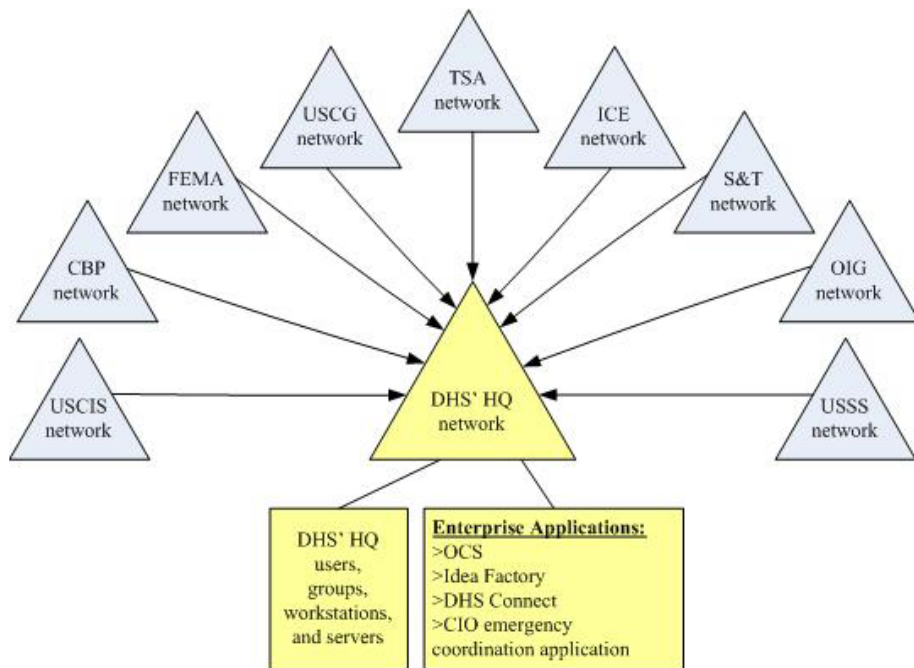 TSA
network
USCG
network
ICE
network
FEMA
network
S&T
network
CBP
network
OIG
network
USCIS
network
DHS' HQ
network
USSS
network
DHS' HQ
users,
groups,
workstations,
and servers
Enterprise Applications:
>OCS
>Idea Factory
>DHS Connect
>CIO emergency
coordination application